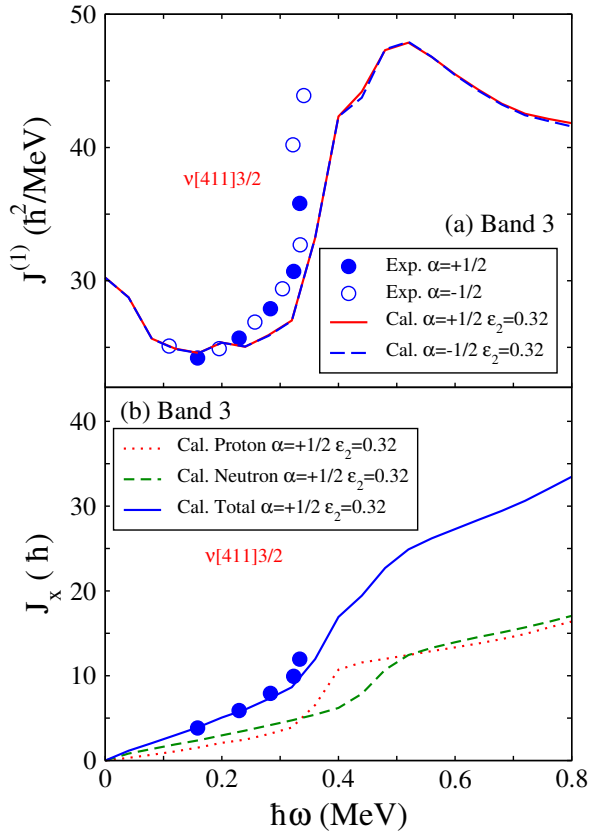 50
40
30
J(1) (ħ2/MeV)
ν[411]3/2
(a) Band 3
Exp. α=+1/2
Exp. α=-1/2
Cal. α=+1/2 ε2=0.32
Cal. α=-1/2 ε2=0.32
(b) Band 3
40
Cal. Proton α=+1/2 ε2=0.32
Cal. Neutron α=+1/2 ε2=0.32
Cal. Total α=+1/2 ε2=0.32
30
ν[411]3/2
20
Jx (ħ)
10
0
0 0.2 0.4 0.6 0.8
ħω (MeV)